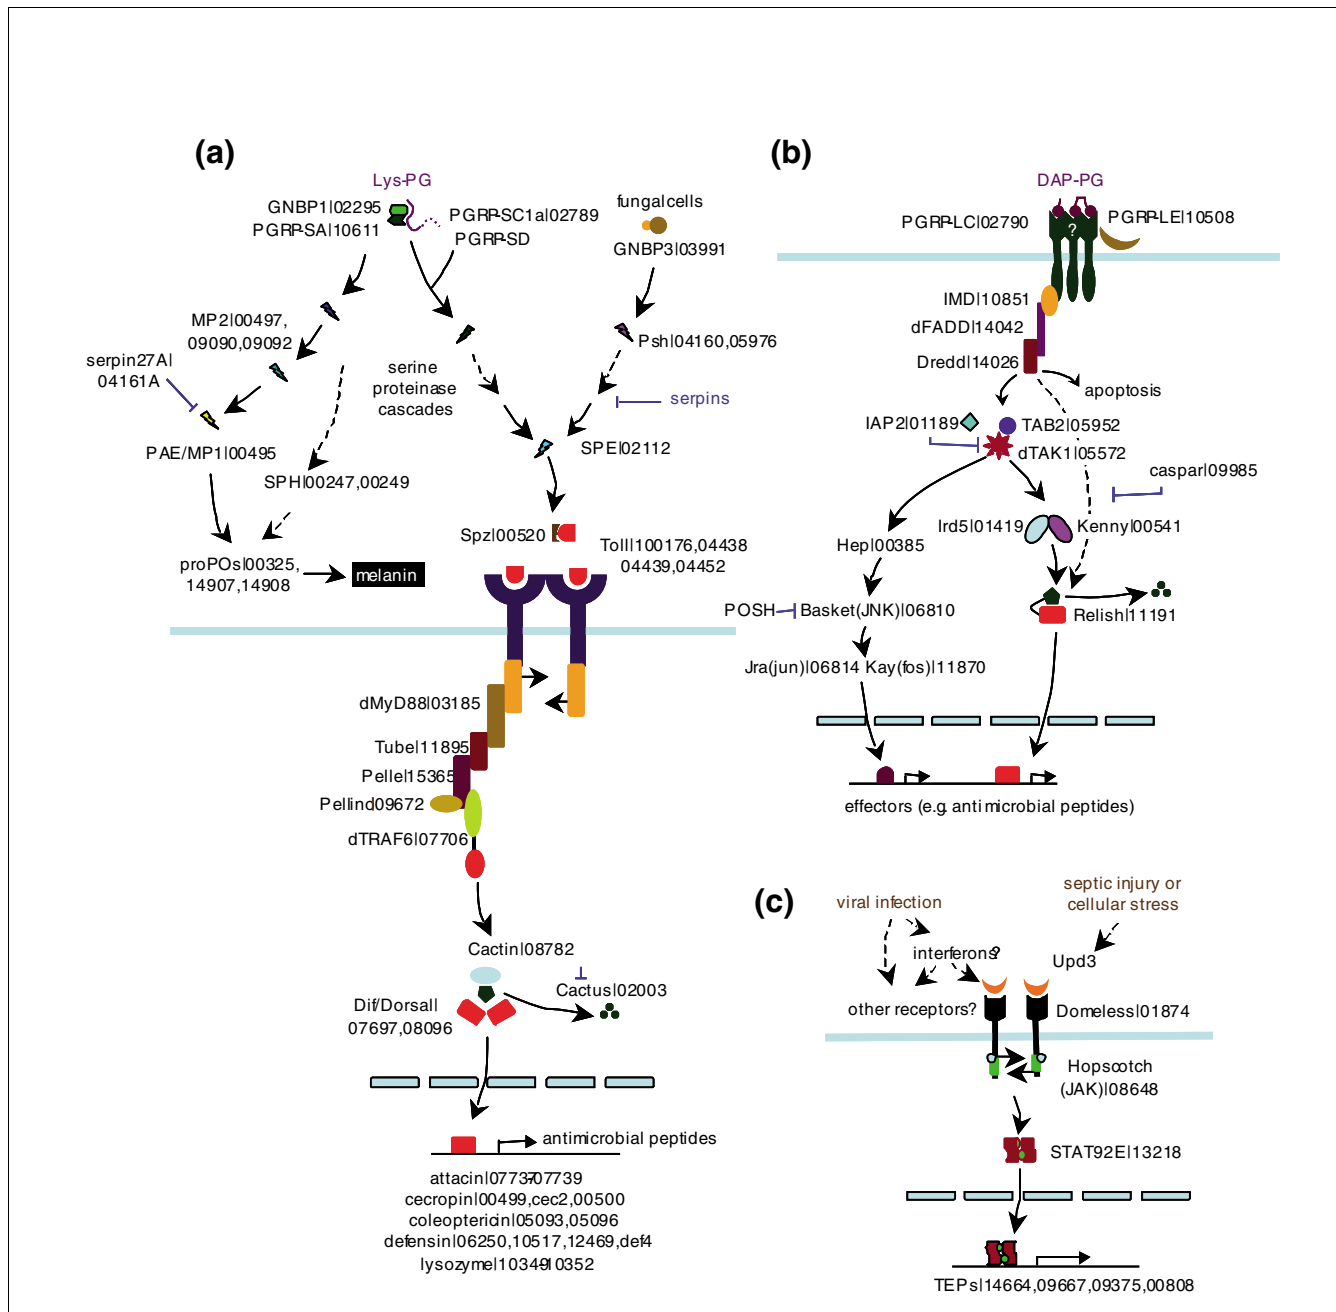 (a)
Lys-PG
GNBP1|02295
PGRP-SA|10611
PGRP-SC1a|02789
PGRP-SD
fungal cells
GNBP3|03991
MP2|00497,
09090,09092
serpin27A|
04161A
serine
proteinase
cascades
Psh|04160,05976
serpins
PAE/MP1|00495
SPH|00247,00249
SPE|02112
Spz|00520
Toll|100176,04438
04439,04452
proPOs|00325,
14907,14908
melanin
dMyD88|03185
Tube|11895
Pelle|15365
Pellino|09672
dTRAF6|07706
Cactin|08782
Cactus|02003
Dif/Dorsal|
07697,08096
antimicrobial peptides
attacin|07737-07739
cecropin|00499,cec2,00500
coleoptericin|05093,05096
defensin|06250,10517,12469,def4
lysozyme|10349-10352
(b)
DAP-PG
PGRP-LC|02790
PGRP-LE|10508
?
IMD|10851
dFADD|14042
Dredd|14026
apoptosis
IAP2|01189
TAB2|05952
dTAK1|05572
caspar|09985
Ird5|01419
Kenny|00541
Hep|00385
POSH
Basket(JNK)|06810
Relish|11191
Jra(jun)|06814 Kay(fos)|11870
effectors (e.g. antimicrobial peptides)
(c)
viral infection
septic injury or
cellular stress
interferons?
Upd3
other receptors?
Domeless|01874
Hopscotch
(JAK)|08648
STAT92E|13218
TEPs|14664,09667,09375,00808